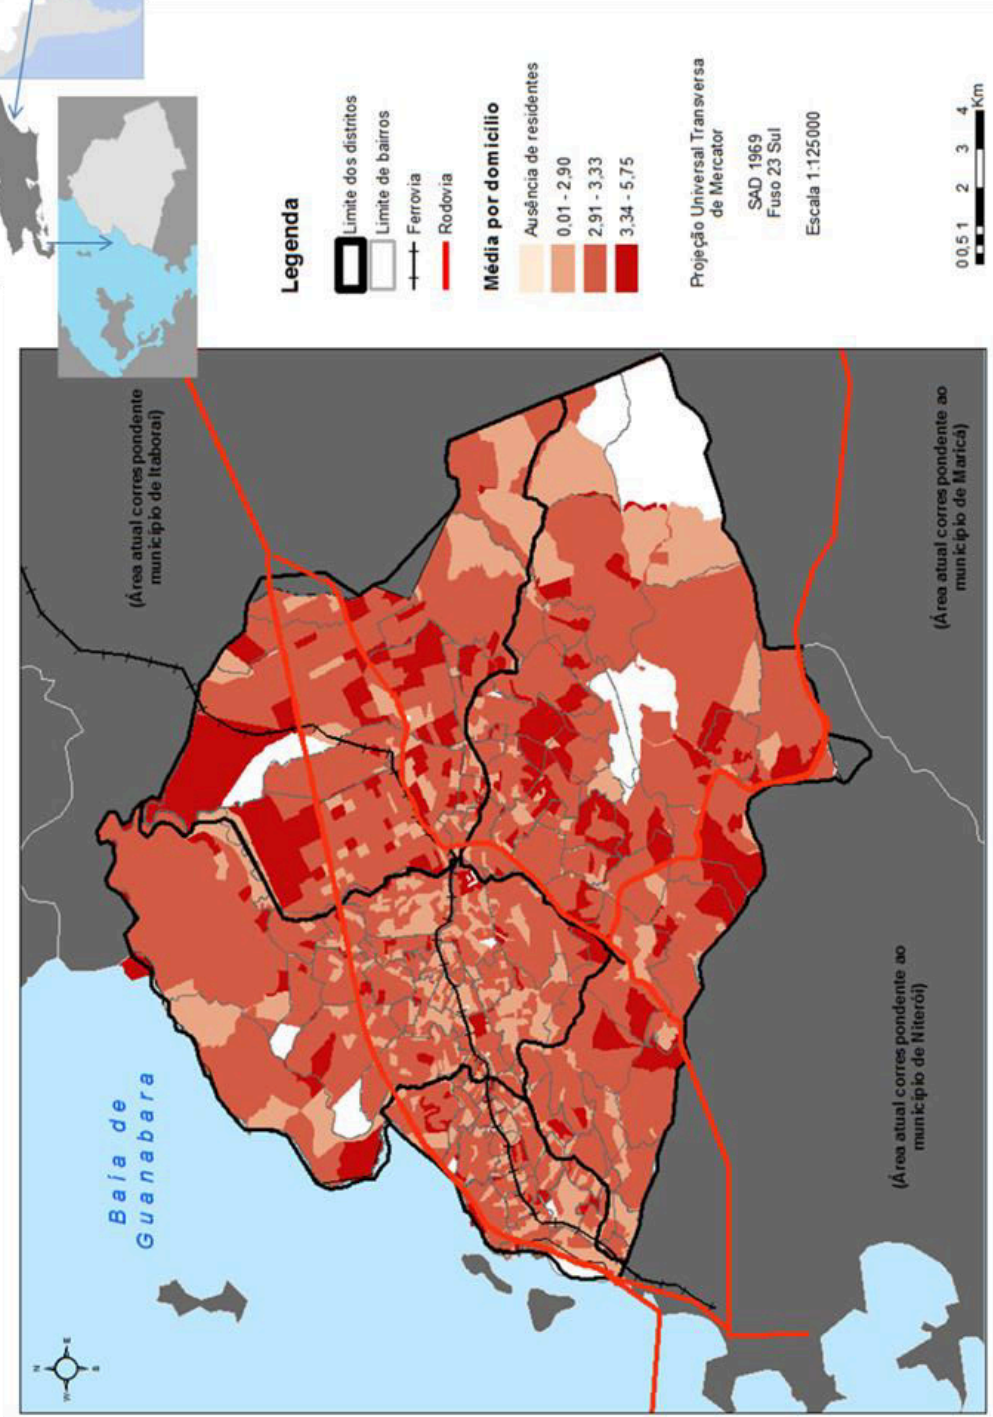 Baía de
Guanabara
(Área atual correspondente
município de Itaboraí)
(Área atual correspondente ao
município de Niterói)
(Área atual correspondente ao
município de Maricá)
N
W
E
S
Legenda
Limite dos distritos
Limite de bairros
Ferrovia
Rodovia
Média por domicilio
Ausência de residentes
0,01 - 2,90
2,91 - 3,33
3,34 - 5,75
Projeção Universal Transversa
de Mercator
SAD 1969
Fuso 23 Sul
Escala 1:125000
0 0,5 1 2 3 4
Km